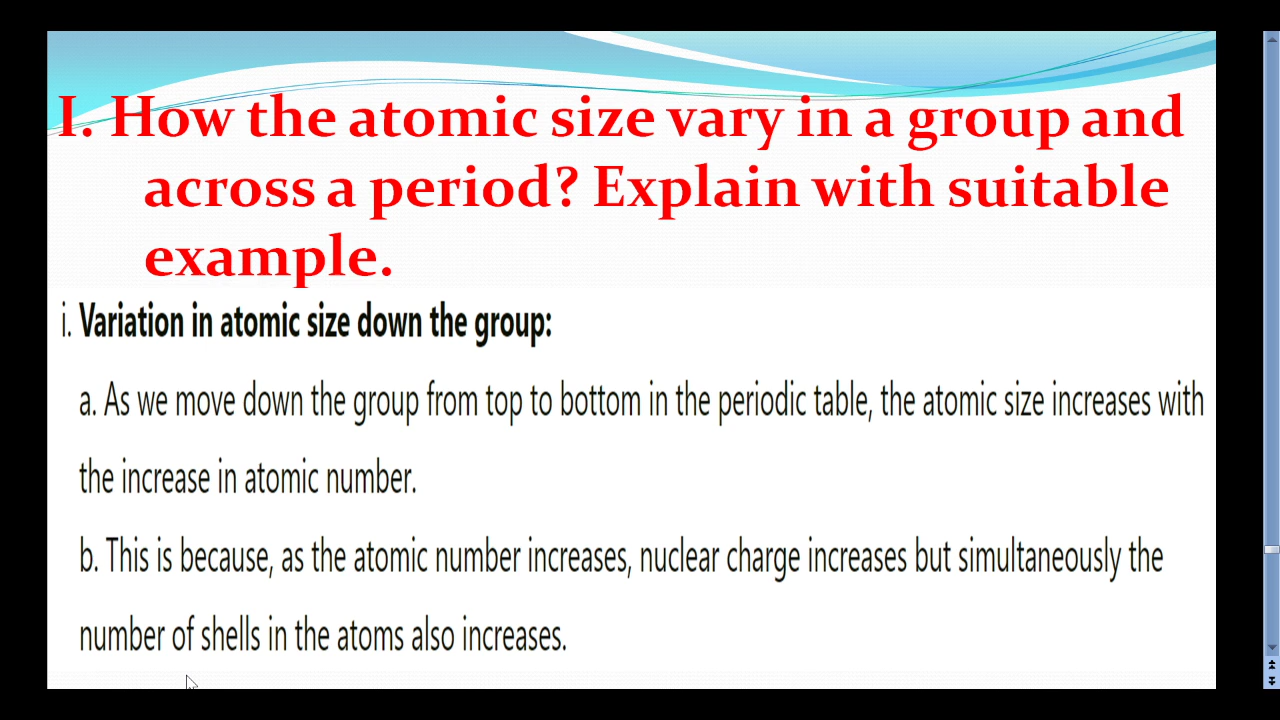 I. How the atomic size vary in a group and
across a period? Explain with suitable
example.
i. Variation in atomic size down the group:
a. As we move down the group from top to bottom in the periodic table, the atomic size increases with
the increase in atomic number.
b. This is because, as the atomic number increases, nuclear charge increases but simultaneously the
number of shells in the atoms also increases.